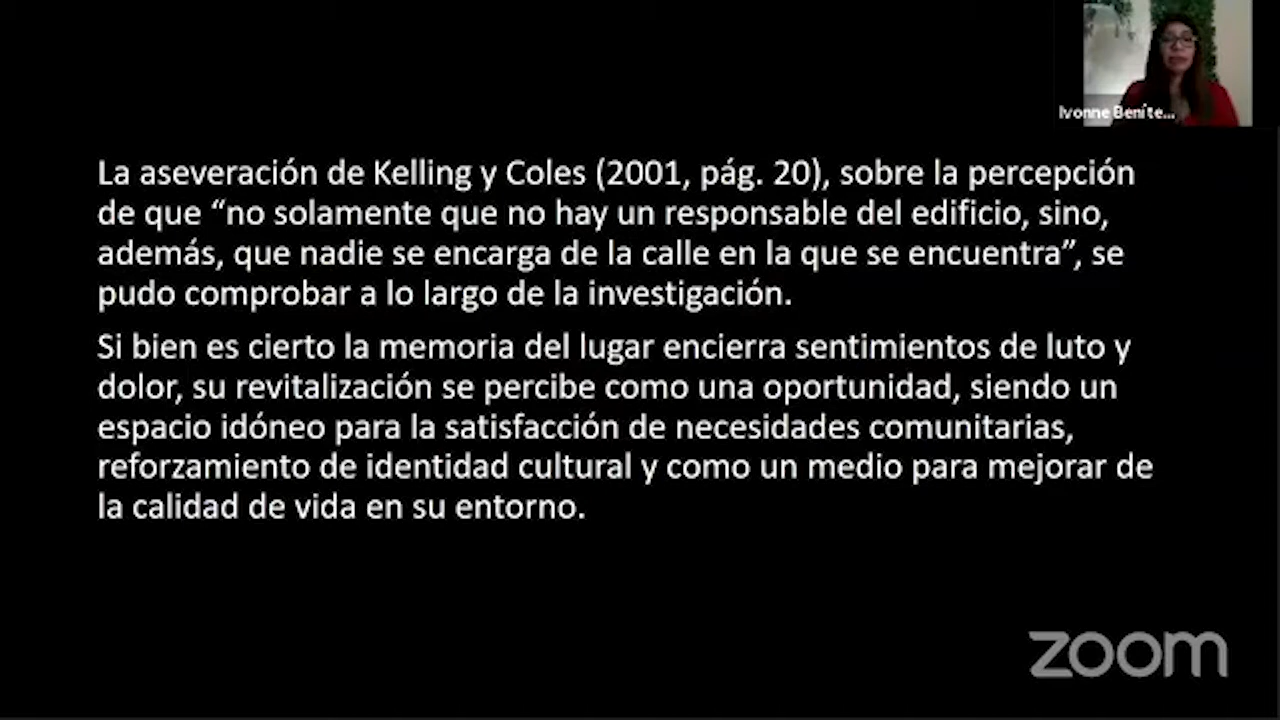 Ivonne Beníte...
La aseveración de Kelling y Coles (2001, pág. 20), sobre la percepción
de que “no solamente que no hay un responsable del edificio, sino,
además, que nadie se encarga de la calle en la que se encuentra”, se
pudo comprobar a lo largo de la investigación.
Si bien es cierto la memoria del lugar encierra sentimientos de luto y
dolor, su revitalización se percibe como una oportunidad, siendo un
espacio idóneo para la satisfacción de necesidades comunitarias,
reforzamiento de identidad cultural y como un medio para mejorar de
la calidad de vida en su entorno.
zoom